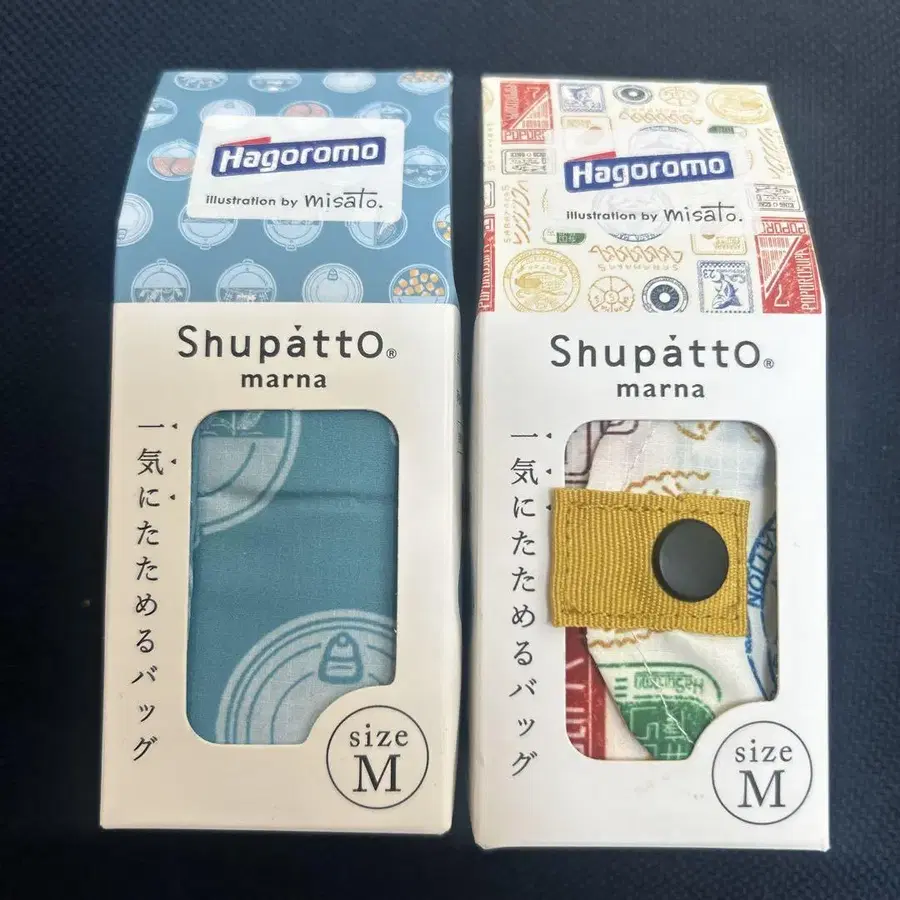 Hagoromo
illustration by misato.
Shupatto®
marna
一気にたためるバッグ
size
M
Hagoromo
illustration by misato.
POPOROSUPA
Shupatto®
marna
一気にたためるバッグ
size
M